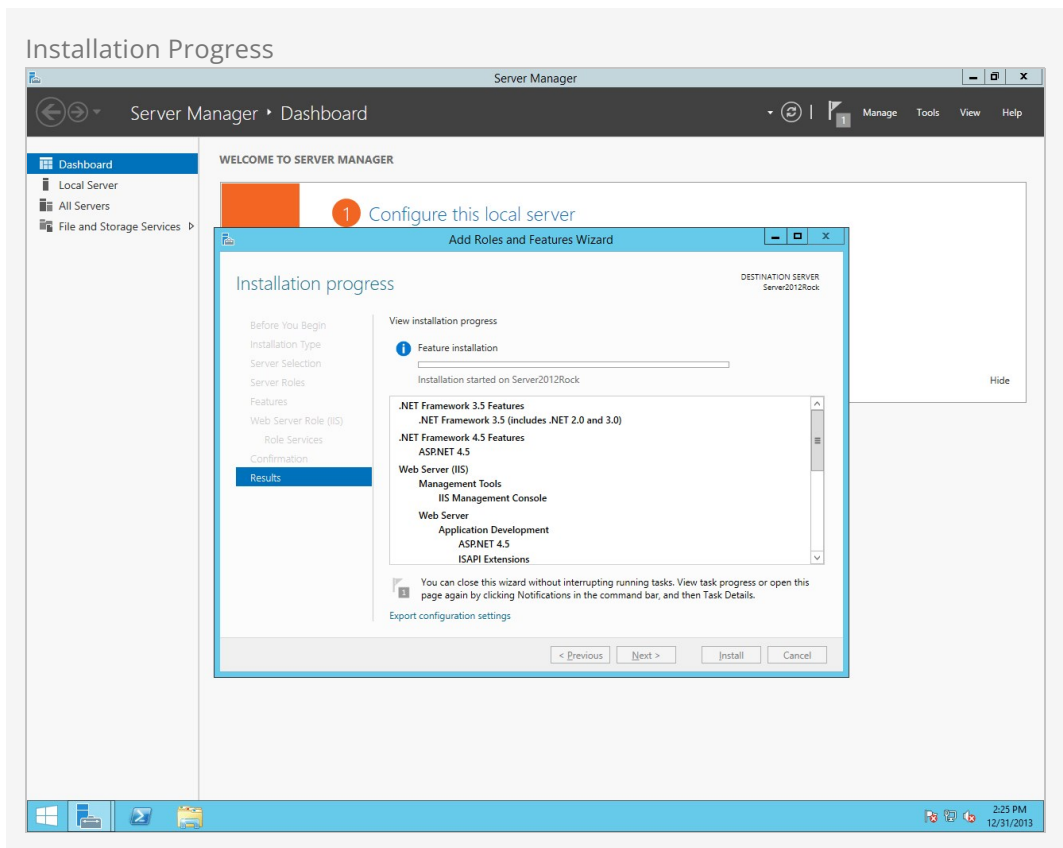 Installation Progress
Server Manager
Server Manager ‣ Dashboard
1
Manage Tools View Help
Dashboard
Local Server
All Servers
File and Storage Services
WELCOME TO SERVER MANAGER
1 Configure this local server
Add Roles and Features Wizard
Installation progress
DESTINATION SERVER
Server2012Rock
Before You Begin
Installation Type
Server Selection
Server Roles
Features
Web Server Role (IIS)
Role Services
Confirmation
Results
View installation progress
Feature installation
Installation started on Server2012Rock
.NET Framework 3.5 Features
.NET Framework 3.5 (includes .NET 2.0 and 3.0)
.NET Framework 4.5 Features
ASP.NET 4.5
Web Server (IIS)
Management Tools
IIS Management Console
Web Server
Application Development
ASP.NET 4.5
ISAPI Extensions
1
You can close this wizard without interrupting running tasks. View task progress or open this
page again by clicking Notifications in the command bar, and then Task Details.
Export configuration settings
< Previous Next > Install Cancel
Hide
2:25 PM
12/31/2013